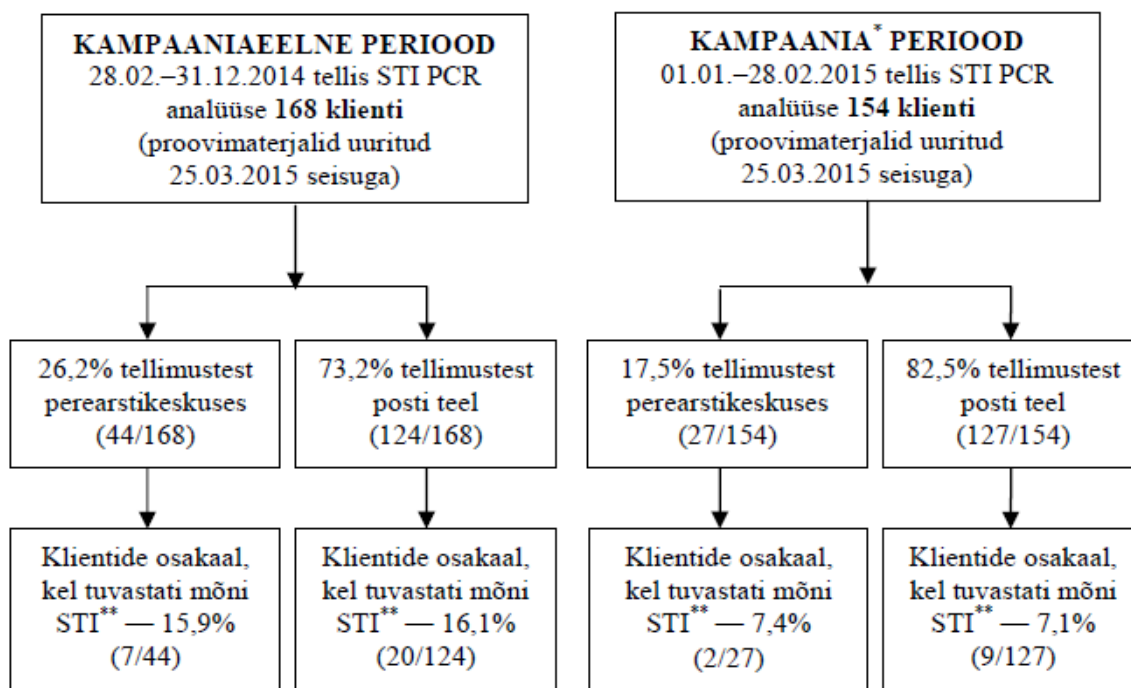 KAMPAANIAEELNE PERIOOD
28.02.–31.12.2014 tellis STI PCR
analüüse 168 klienti
(proovimaterjalid uuritud
25.03.2015 seisuga)
KAMPAANIA* PERIOOD
01.01.–28.02.2015 tellis STI PCR
analüüse 154 klienti
(proovimaterjalid uuritud
25.03.2015 seisuga)
26,2% tellimustest
perearstikeskuses
(44/168)
73,2% tellimustest
posti teel
(124/168)
17,5% tellimustest
perearstikeskuses
(27/154)
82,5% tellimustest
posti teel
(127/154)
Klientide osakaal,
kel tuvastati mõni
STI** — 15,9%
(7/44)
Klientide osakaal,
kel tuvastati mõni
STI** — 16,1%
(20/124)
Klientide osakaal,
kel tuvastati mõni
STI** — 7,4%
(2/27)
Klientide osakaal,
kel tuvastati mõni
STI** — 7,1%
(9/127)